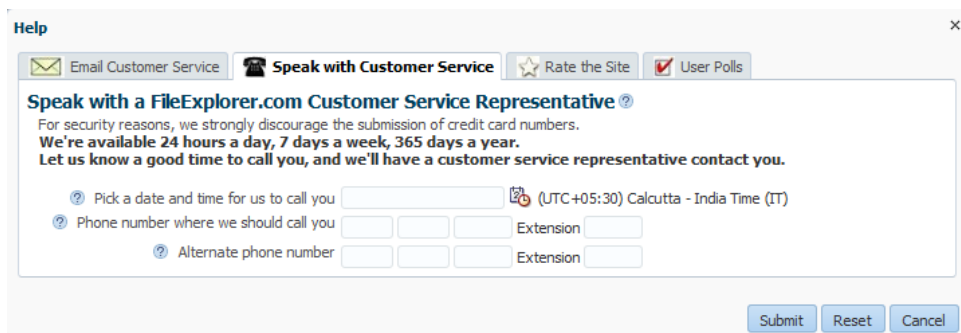 Help
Email Customer Service Speak with Customer Service Rate the Site User Polls
Speak with a FileExplorer.com Customer Service Representative
For security reasons, we strongly discourage the submission of credit card numbers.
We're available 24 hours a day, 7 days a week, 365 days a year.
Let us know a good time to call you, and we'll have a customer service representative contact you.
Pick a date and time for us to call you (UTC+05:30) Calcutta - India Time (IT)
Phone number where we should call you Extension
Alternate phone number Extension
Submit Reset Cancel